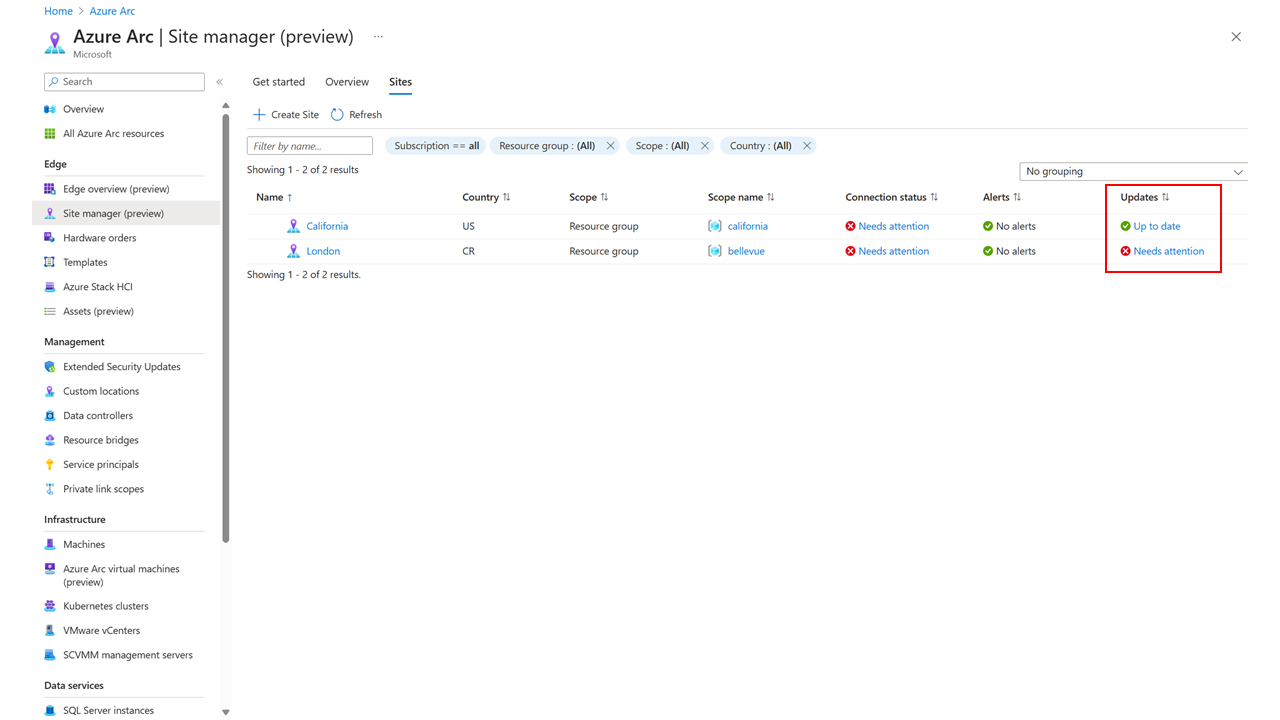 Home > Azure Arc
Azure Arc | Site manager (preview) ...
Microsoft
Search «
Overview
All Azure Arc resources
Edge
Edge overview (preview)
Site manager (preview)
Hardware orders
Templates
Azure Stack HCI
Assets (preview)
Management
Extended Security Updates
Custom locations
Data controllers
Resource bridges
Service principals
Private link scopes
Infrastructure
Machines
Azure Arc virtual machines
(preview)
Kubernetes clusters
VMware vCenters
SCVMM management servers
Data services
SQL Server instances
Get started Overview Sites
Create Site Refresh
Filter by name... Subscription == all Resource group : (All) Scope : (All) Country : (All)
Showing 1 - 2 of 2 results
No grouping
Name ↑ Country ↑↓ Scope ↑↓ Scope name ↑↓ Connection status ↑↓ Alerts ↑↓ Updates ↑↓
California US Resource group california Needs attention No alerts Up to date
London CR Resource group bellevue Needs attention No alerts Needs attention
Showing 1 - 2 of 2 results.